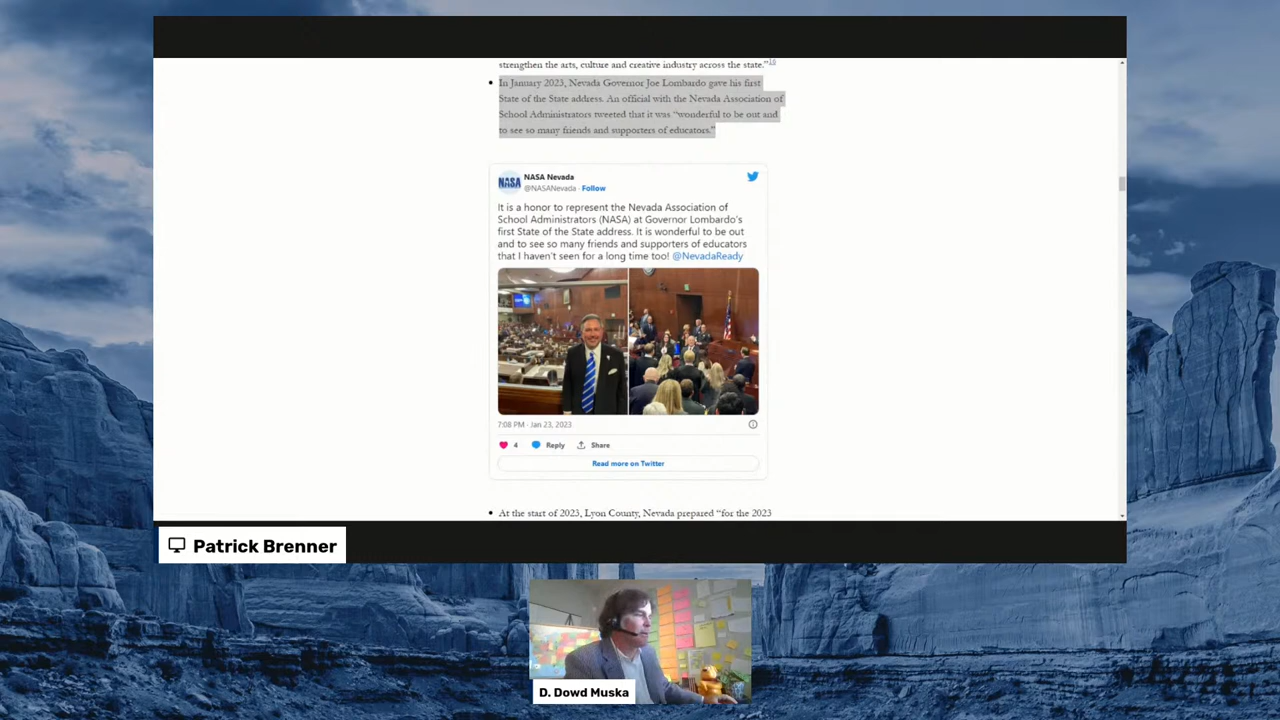 strengthen the arts, culture and creative industry across the state.”
• In January 2023, Nevada Governor Joe Lombardo gave his first
State of the State address. An official with the Nevada Association of
School Administrators tweeted that it was “wonderful to be out and
to see so many friends and supporters of educators.”
NASA
NASA Nevada
@NASANevada · Follow
It is a honor to represent the Nevada Association of
School Administrators (NASA) at Governor Lombardo's
first State of the State address. It is wonderful to be out
and to see so many friends and supporters of educators
that I haven't seen for a long time too! @NevadaReady
7:08 PM · Jan 23, 2023
4 Reply Share
Read more on Twitter
• At the start of 2023, Lyon County, Nevada prepared “for the 2023
Patrick Brenner
D. Dowd Muska